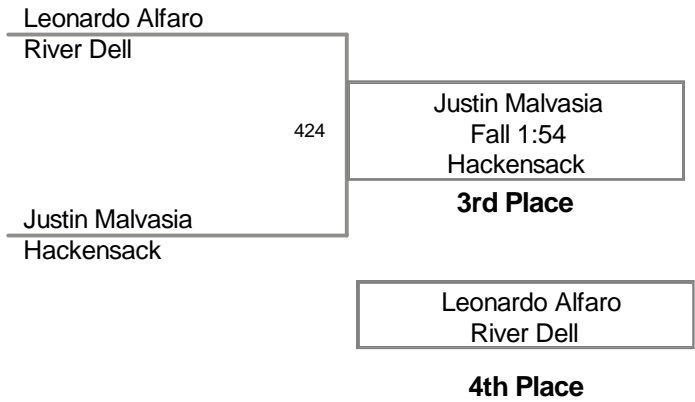 Leonardo Alfaro
River Dell
424
Justin Malvasia
Fall 1:54
Hackensack
3rd Place
Justin Malvasia
Hackensack
Leonardo Alfaro
River Dell
4th Place